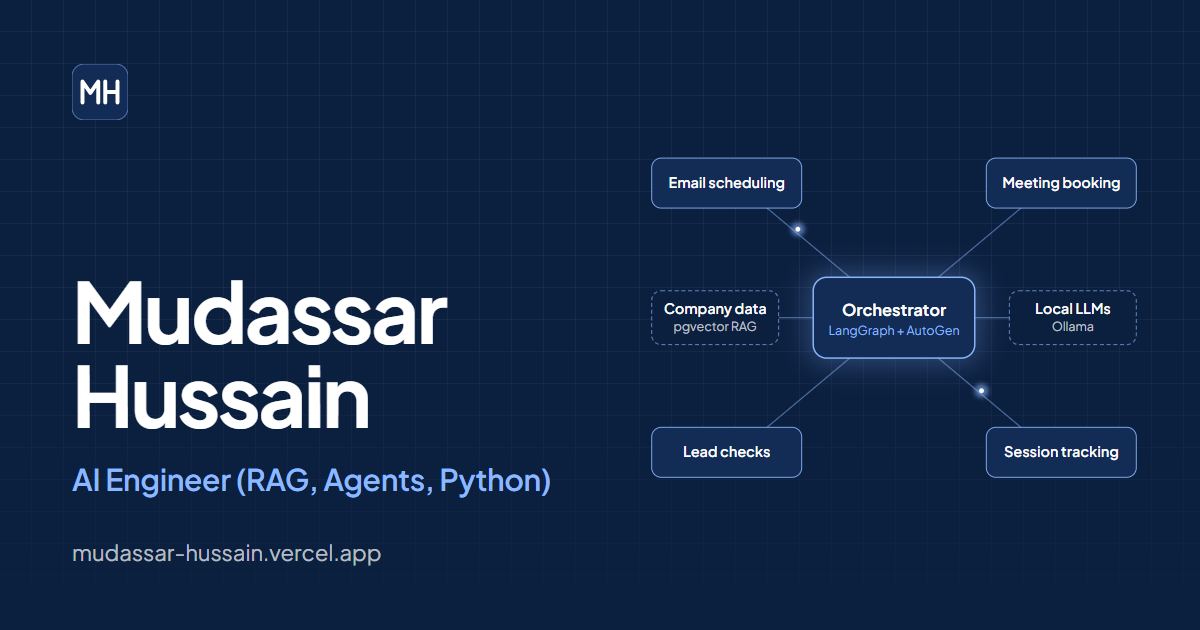 MH
Mudassar
Hussain
AI Engineer (RAG, Agents, Python)
mudassar-hussain.vercel.app
Email scheduling
Meeting booking
Company data
pgvector RAG
Orchestrator
LangGraph + AutoGen
Local LLMs
Ollama
Lead checks
Session tracking